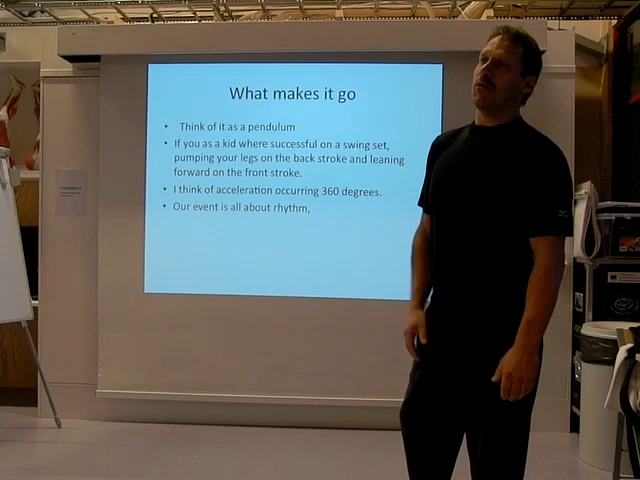 What makes it go
• Think of it as a pendulum
• If you as a kid where successful on a swing set,
pumping your legs on the back stroke and leaning
forward on the front stroke.
• I think of acceleration occurring 360 degrees.
• Our event is all about rhythm,